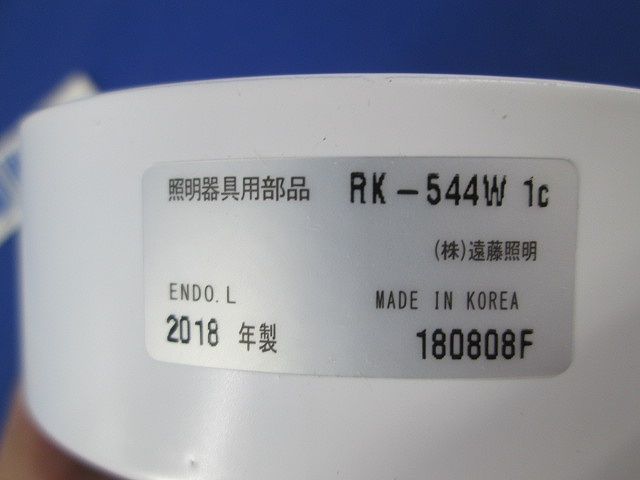 照明器具用部品 RK-544W 1c
(株)遠藤照明
ENDO.L MADE IN KOREA
2018 年製 180808F